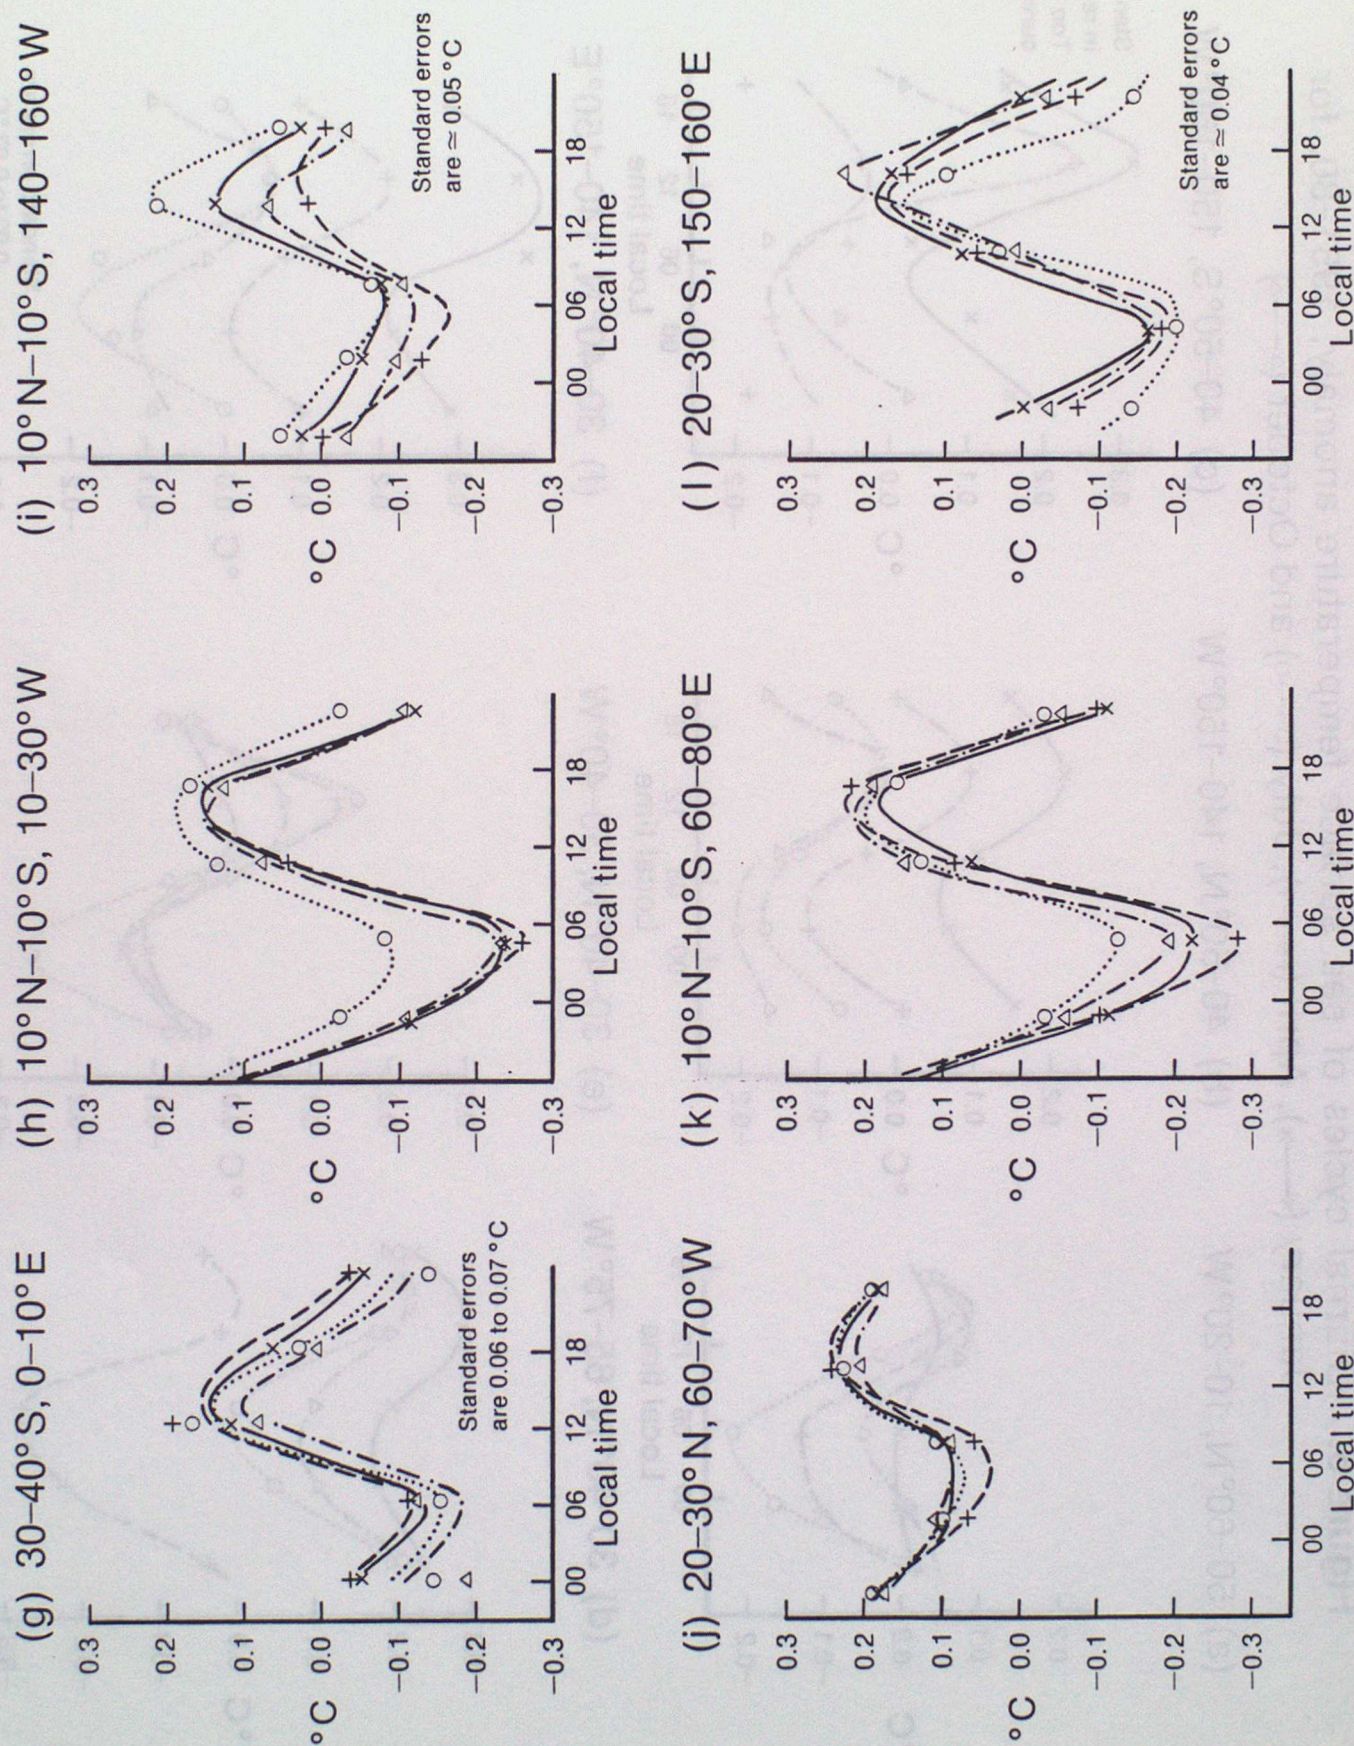 (g) 30–40°S, 0–10°E
0.3
0.2
0.1
°C 0.0
−0.1
−0.2
−0.3
00 06 12 18
Local time
Standard errors
are 0.06 to 0.07 °C
(h) 10°N–10°S, 10–30°W
0.3
0.2
0.1
°C 0.0
−0.1
−0.2
−0.3
00 06 12 18
Local time
(i) 10°N–10°S, 140–160°W
0.3
0.2
0.1
°C 0.0
−0.1
−0.2
−0.3
00 06 12 18
Local time
Standard errors
are ≃ 0.05 °C
(j) 20–30°N, 60–70°W
0.3
0.2
0.1
°C 0.0
−0.1
−0.2
−0.3
00 06 12 18
Local time
(k) 10°N–10°S, 60–80°E
0.3
0.2
0.1
°C 0.0
−0.1
−0.2
−0.3
00 06 12 18
Local time
(l) 20–30°S, 150–160°E
0.3
0.2
0.1
°C 0.0
−0.1
−0.2
−0.3
00 06 12 18
Local time
Standard errors
are ≃ 0.04 °C